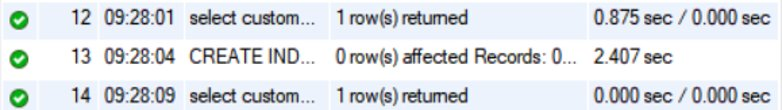 12 09:28:01 select custom... 1 row(s) returned 0.875 sec / 0.000 sec
13 09:28:04 CREATE IND... 0 row(s) affected Records: 0... 2.407 sec
14 09:28:09 select custom... 1 row(s) returned 0.000 sec / 0.000 sec